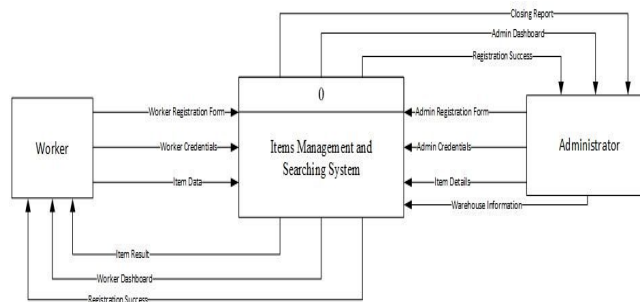 Closing Report
Admin Dashboard
Registration Success
0
Worker Registration Form
Admin Registration Form
Worker
Worker Credentials
Items Management and
Searching System
Admin Credentials
Administrator
Item Data
Item Details
Warehouse Information
Item Result
Worker Dashboard
Registration Success